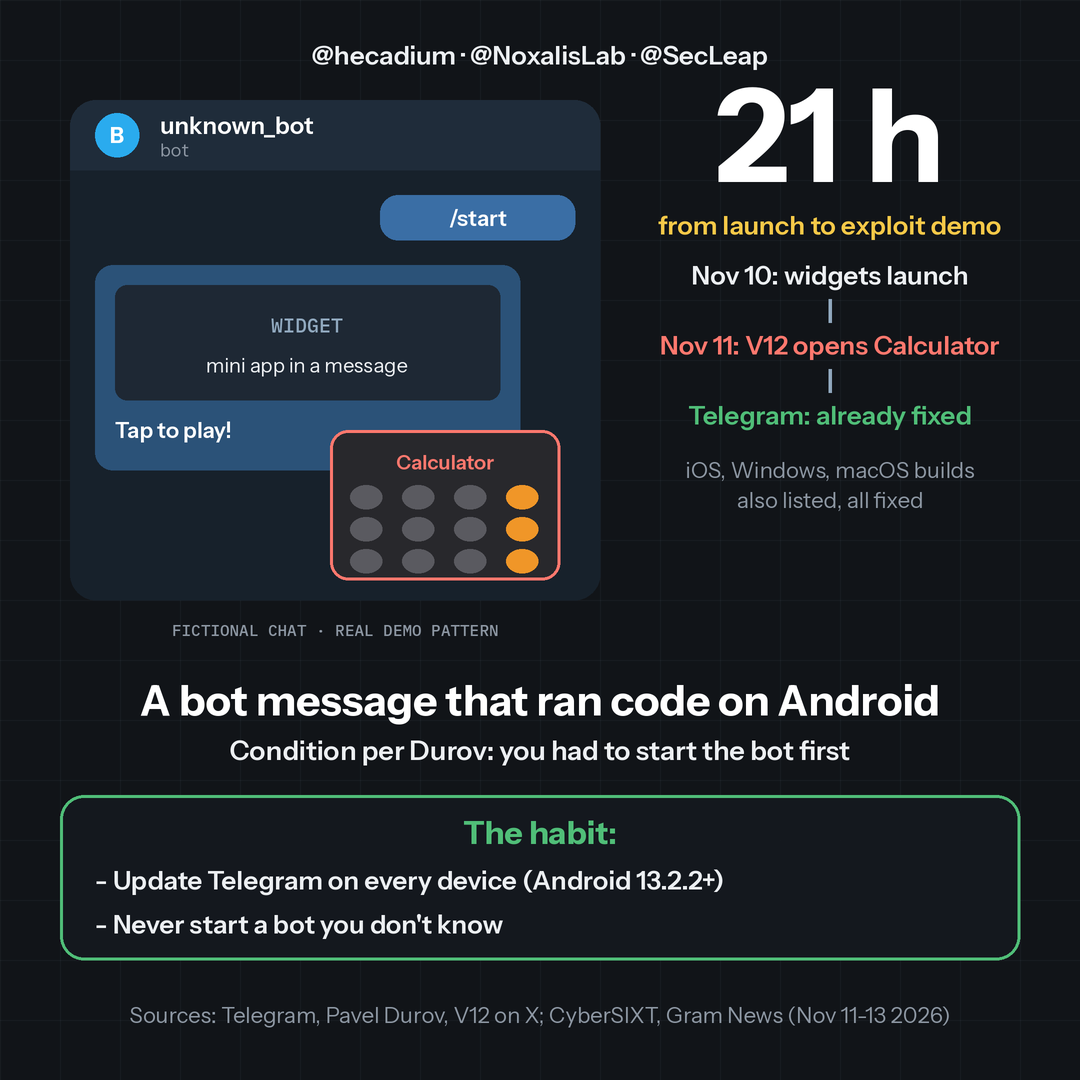 @hecadium · @NoxalisLab · @SecLeap
B
unknown_bot
bot
/start
WIDGET
mini app in a message
Tap to play!
Calculator
FICTIONAL CHAT · REAL DEMO PATTERN
21 h
from launch to exploit demo
Nov 10: widgets launch
Nov 11: V12 opens Calculator
Telegram: already fixed
iOS, Windows, macOS builds
also listed, all fixed
A bot message that ran code on Android
Condition per Durov: you had to start the bot first
The habit:
- Update Telegram on every device (Android 13.2.2+)
- Never start a bot you don't know
Sources: Telegram, Pavel Durov, V12 on X; CyberSIXT, Gram News (Nov 11-13 2026)